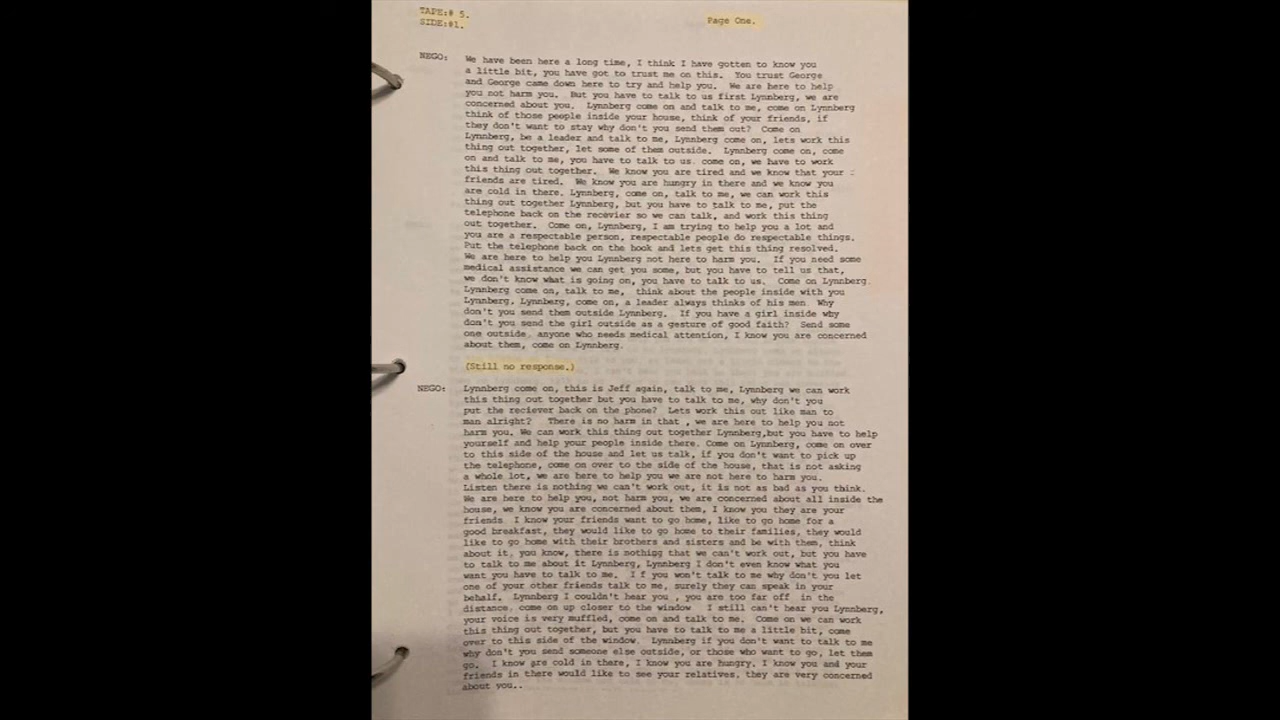 TAPE:# 5.
SIDE:#1.
Page One.
NEGO: We have been here a long time, I think I have gotten to know you
a little bit, you have got to trust me on this. You trust George
and George came down here to try and help you. We are here to help
you not harm you. But you have to talk to us first Lynnberg, we are
concerned about you. Lynnberg come on and talk to me, come on Lynnberg
think of those people inside your house, think of your friends, if
they don't want to stay why don't you send them out? Come on
Lynnberg, be a leader and talk to me, Lynnberg come on, lets work this
thing out together, let some of them outside. Lynnberg come on, come
on and talk to me, you have to talk to us. come on, we have to work
this thing out together. We know you are tired and we know that your
friends are tired. We know you are hungry in there and we know you
are cold in there. Lynnberg, come on, talk to me, we can work this
thing out together Lynnberg, but you have to talk to me, put the
telephone back on the recevier so we can talk, and work this thing
out together. Come on, Lynnberg, I am trying to help you a lot and
you are a respectable person, respectable people do respectable things.
Put the telephone back on the hook and lets get this thing resolved.
We are here to help you Lynnberg not here to harm you. If you need some
medical assistance we can get you some, but you have to tell us that,
we don't know what is going on, you have to talk to us. Come on Lynnberg.
Lynnberg come on, talk to me, think about the people inside with you
Lynnberg. Lynnberg, come on, a leader always thinks of his men. Why
don't you send them outside Lynnberg. If you have a girl inside why
don't you send the girl outside as a gesture of good faith? Send some
one outside, anyone who needs medical attention, I know you are concerned
about them, come on Lynnberg.
(Still no response.)
NEGO: Lynnberg come on, this is Jeff again, talk to me, Lynnberg we can work
this thing out together but you have to talk to me, why don't you
put the reciever back on the phone? Lets work this out like man to
man alright? There is no harm in that , we are here to help you not
harm you. We can work this thing out together Lynnberg,but you have to help
yourself and help your people inside there. Come on Lynnberg, come on over
to this side of the house and let us talk, if you don't want to pick up
the telephone, come on over to the side of the house, that is not asking
a whole lot, we are here to help you we are not here to harm you.
Listen there is nothing we can't work out, it is not as bad as you think.
We are here to help you, not harm you, we are concerned about all inside the
house, we know you are concerned about them, I know you they are your
friends. I know your friends want to go home, like to go home for a
good breakfast, they would like to go home to their families, they would
like to go home with their brothers and sisters and be with them, think
about it, you know, there is nothing that we can't work out, but you have
to talk to me about it Lynnberg, Lynnberg I don't even know what you
want you have to talk to me. I f you won't talk to me why don't you let
one of your other friends talk to me, surely they can speak in your
behalf. Lynnberg I couldn't hear you , you are too far off in the
distance, come on up closer to the window I still can't hear you Lynnberg,
your voice is very muffled, come on and talk to me. Come on we can work
this thing out together, but you have to talk to me a little bit, come
over to this side of the window. Lynnberg if you don't want to talk to me
why don't you send someone else outside, or those who want to go, let them
go. I know are cold in there, I know you are hungry. I know you and your
friends in there would like to see your relatives, they are very concerned
about you..